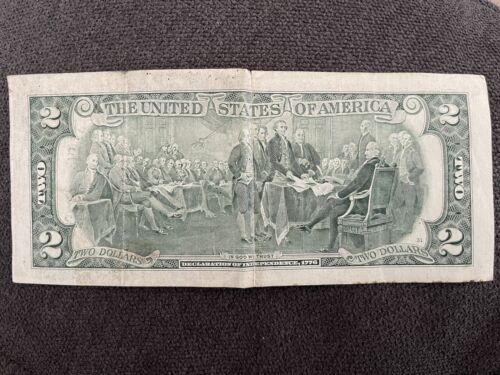 THE UNITED STATES OF AMERICA
2
2
TWO
TWO
2
2
TWO DOLLARS
TWO DOLLARS
IN GOD WE TRUST
DECLARATION OF INDEPENDENCE, 1776